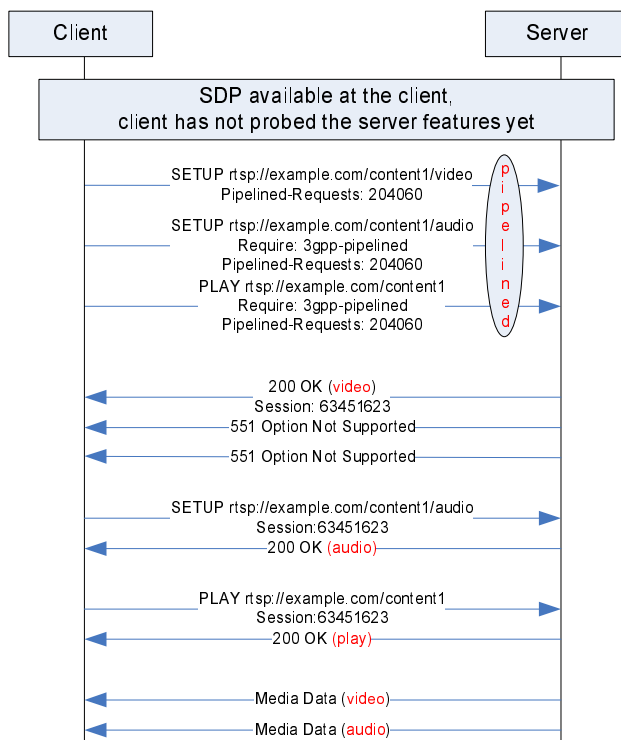 Client
Server
SDP available at the client,
client has not probed the server features yet
SETUP rtsp://example.com/content1/video
Pipelined-Requests: 204060
SETUP rtsp://example.com/content1/audio
Require: 3gpp-pipelined
Pipelined-Requests: 204060
PLAY rtsp://example.com/content1
Require: 3gpp-pipelined
Pipelined-Requests: 204060
pipelined
200 OK (video)
Session: 63451623
551 Option Not Supported
551 Option Not Supported
SETUP rtsp://example.com/content1/audio
Session:63451623
200 OK (audio)
PLAY rtsp://example.com/content1
Session:63451623
200 OK (play)
Media Data (video)
Media Data (audio)